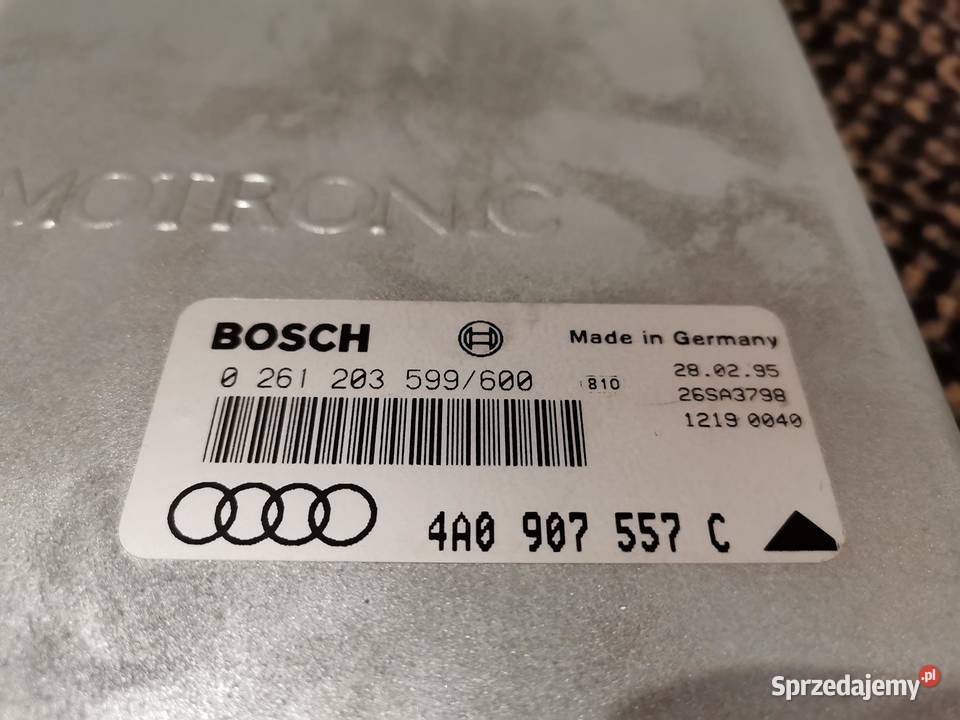 MOTRONIC
BOSCH
Made in Germany
0 261 203 599/600
810
28.02.95
26SA3798
1219 0040
4A0 907 557 C
Sprzedajemy.pl